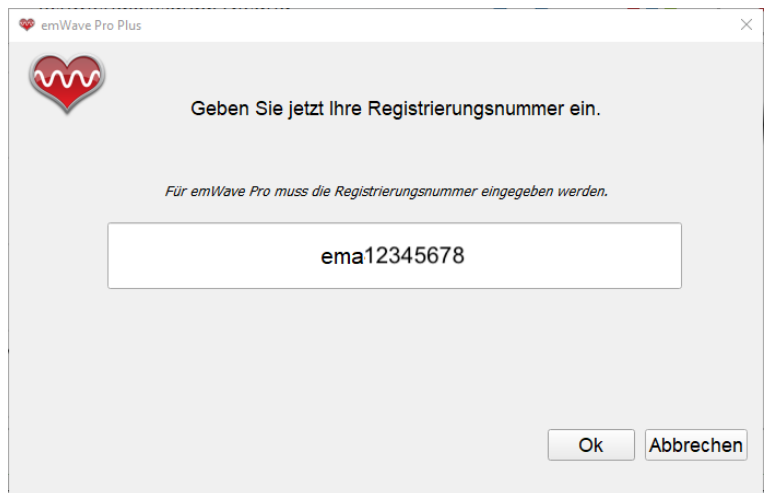 emWave Pro Plus
Geben Sie jetzt Ihre Registrierungsnummer ein.
Für emWave Pro muss die Registrierungsnummer eingegeben werden.
ema12345678
Ok
Abbrechen